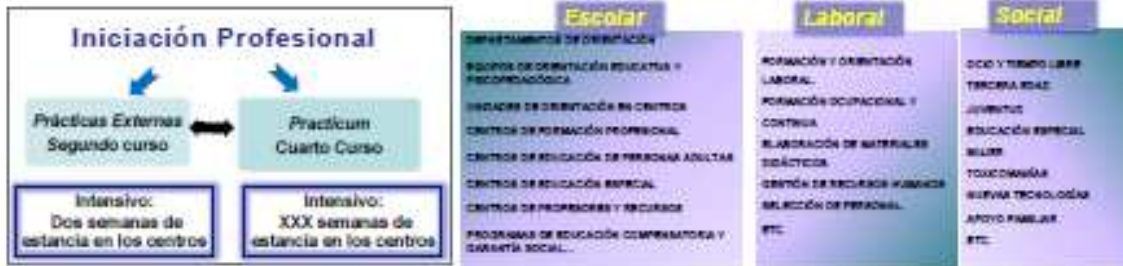 Iniciación Profesional
Prácticas Externas
Segundo curso
Practicum
Cuarto Curso
Intensivo:
Dos semanas de
estancia en los centros
Intensivo:
XXX semanas de
estancia en los centros
Escolar
DEPARTAMENTOS DE ORIENTACIÓN
EQUIPOS DE ORIENTACIÓN EDUCATIVA Y
PSICOPEDAGÓGICA
UNIDADES DE ORIENTACIÓN EN CENTROS
CENTROS DE FORMACIÓN PROFESIONAL
CENTROS DE EDUCACIÓN DE PERSONAS ADULTAS
CENTROS DE EDUCACIÓN ESPECIAL
CENTROS DE PROFESORES Y RECURSOS
PROGRAMAS DE EDUCACIÓN COMPENSATORIA Y
GARANTÍA SOCIAL...
Laboral
FORMACIÓN Y ORIENTACIÓN
LABORAL.
FORMACIÓN OCUPACIONAL Y
CONTINUA
ELABORACIÓN DE MATERIALES
DIDÁCTICOS
GESTIÓN DE RECURSOS HUMANOS
SELECCIÓN DE PERSONAL.
ETC.
Social
OCIO Y TIEMPO LIBRE
TERCERA EDAD
JUVENTUD
EDUCACIÓN ESPECIAL
MUJER
TOXICOMANÍAS
NUEVAS TECNOLOGÍAS
APOYO FAMILIAR
ETC.